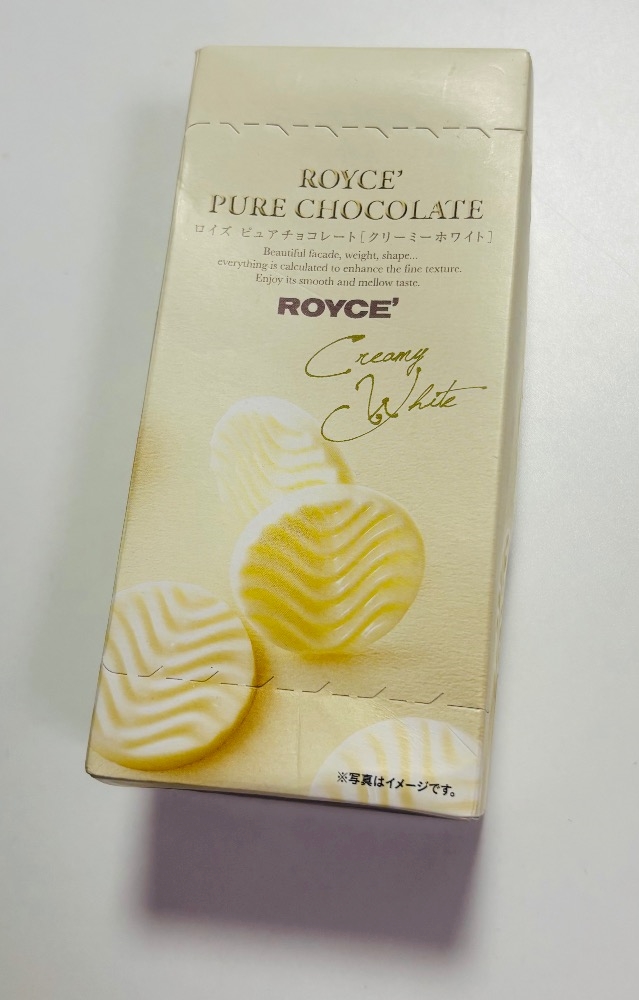 ROYCE'
PURE CHOCOLATE
ロイズ ピュアチョコレート[クリーミーホワイト]
Beautiful facade, weight, shape...
everything is calculated to enhance the fine texture.
Enjoy its smooth and mellow taste.
ROYCE'
Creamy
White
※写真はイメージです。